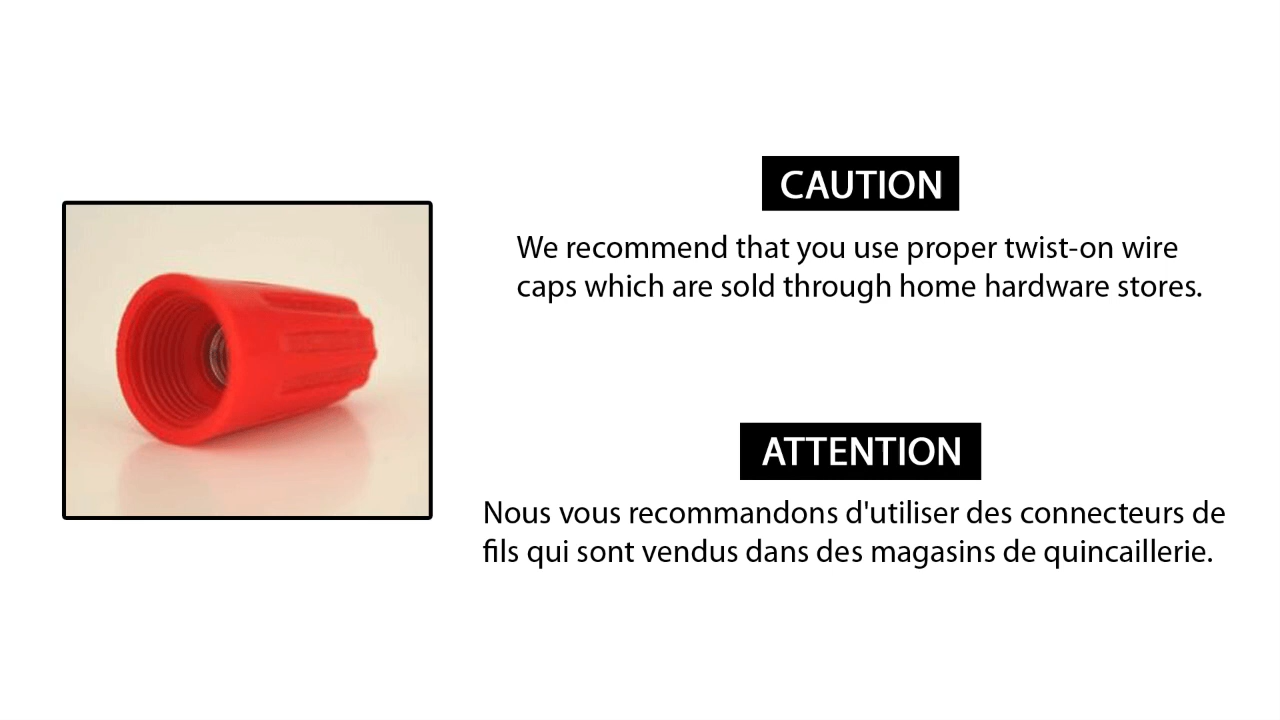 CAUTION
We recommend that you use proper twist-on wire
caps which are sold through home hardware stores.
ATTENTION
Nous vous recommandons d'utiliser des connecteurs de
fils qui sont vendus dans des magasins de quincaillerie.